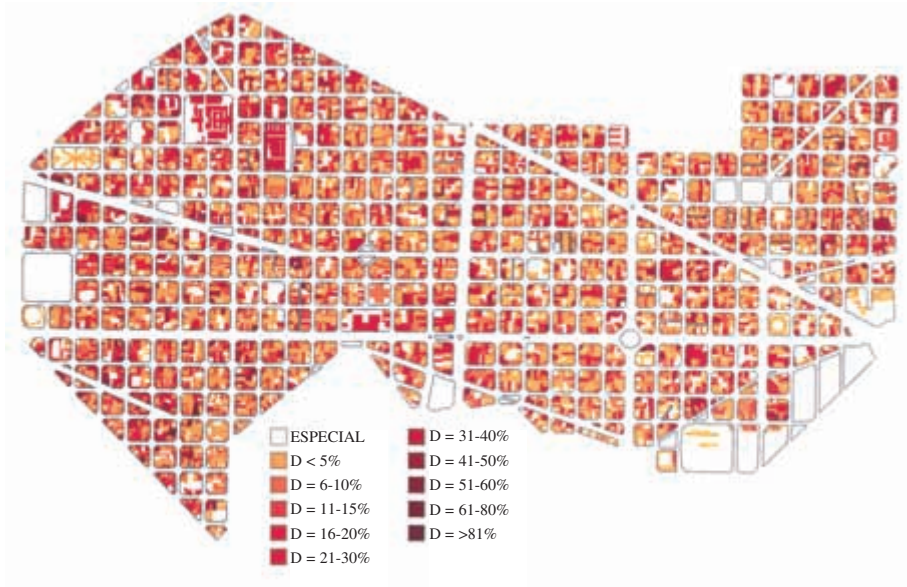 ESPECIAL
D < 5%
D = 6-10%
D = 11-15%
D = 16-20%
D = 21-30%
D = 31-40%
D = 41-50%
D = 51-60%
D = 61-80%
D = >81%